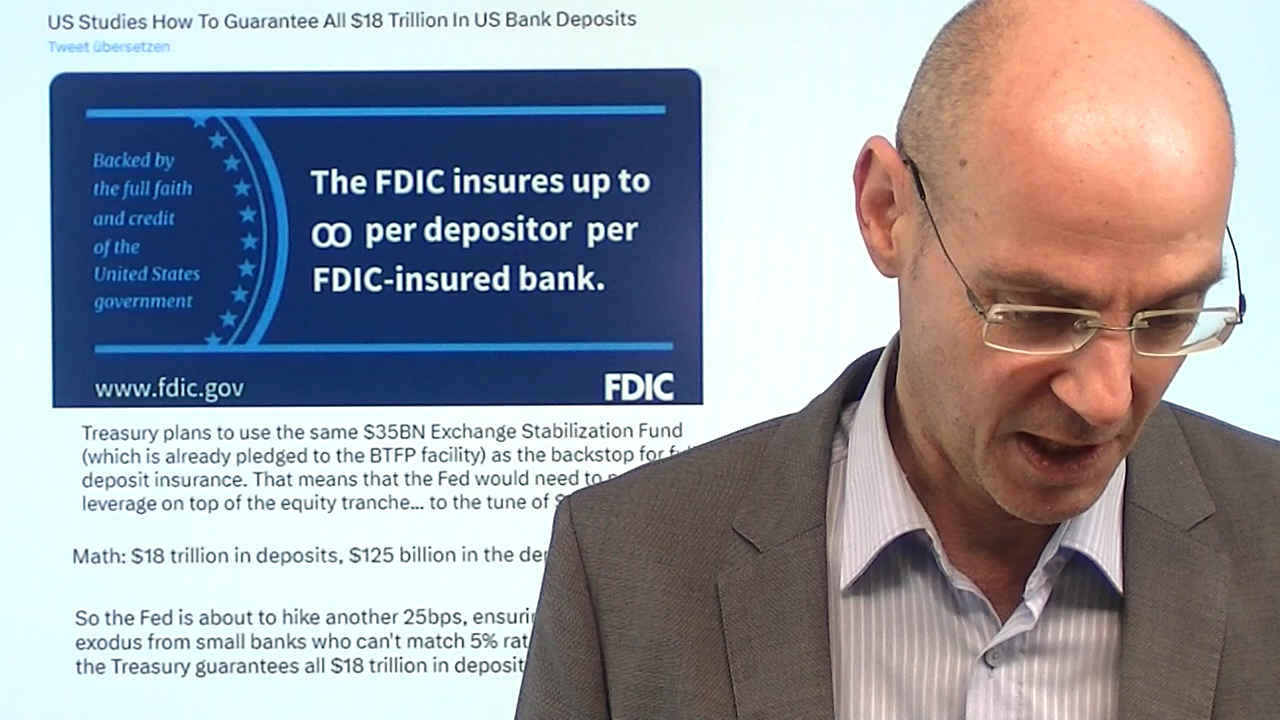 US Studies How To Guarantee All $18 Trillion In US Bank Deposits
Tweet übersetzen
Backed by
the full faith
and credit
of the
United States
government
The FDIC insures up to
∞ per depositor per
FDIC-insured bank.
www.fdic.gov
FDIC
Treasury plans to use the same $35BN Exchange Stabilization Fund
(which is already pledged to the BTFP facility) as the backstop for
deposit insurance. That means that the Fed would need to
leverage on top of the equity tranche... to the tune of
Math: $18 trillion in deposits, $125 billion in the
So the Fed is about to hike another 25bps,
exodus from small banks who can't match 5%
the Treasury guarantees all $18 trillion in